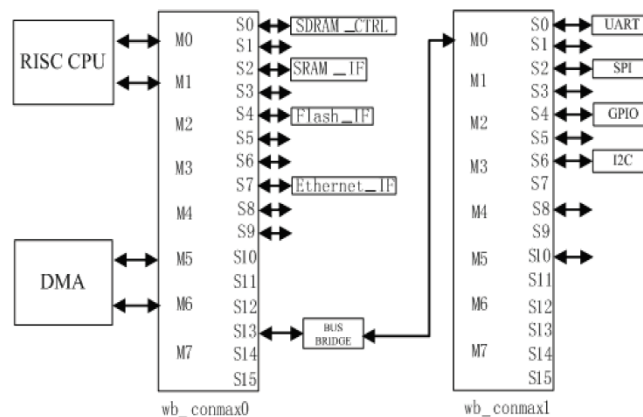 RISC CPU
DMA
M0
M1
M2
M3
M4
M5
M6
M7
S0
S1
S2
S3
S4
S5
S6
S7
S8
S9
S10
S11
S12
S13
S14
S15
wb_conmax0
SDRAM_CTRL
SRAM_IF
Flash_IF
Ethernet_IF
BUS
BRIDGE
M0
M1
M2
M3
M4
M5
M6
M7
S0
S1
S2
S3
S4
S5
S6
S7
S8
S10
S11
S12
S13
S14
S15
wb_conmax1
UART
SPI
GPIO
I2C